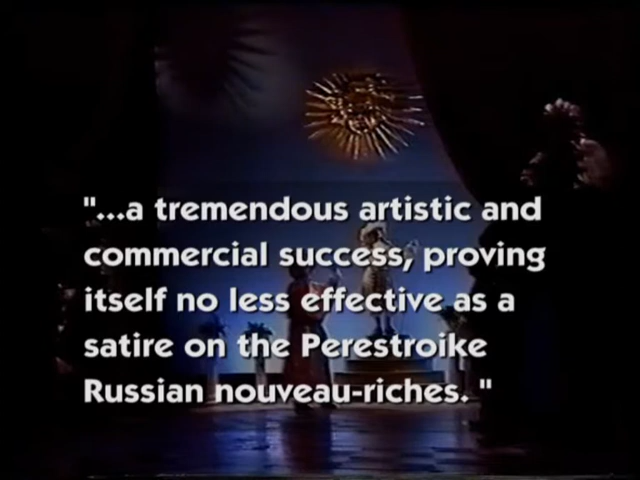 "...a tremendous artistic and
commercial success, proving
itself no less effective as a
satire on the Perestroike
Russian nouveau-riches. "